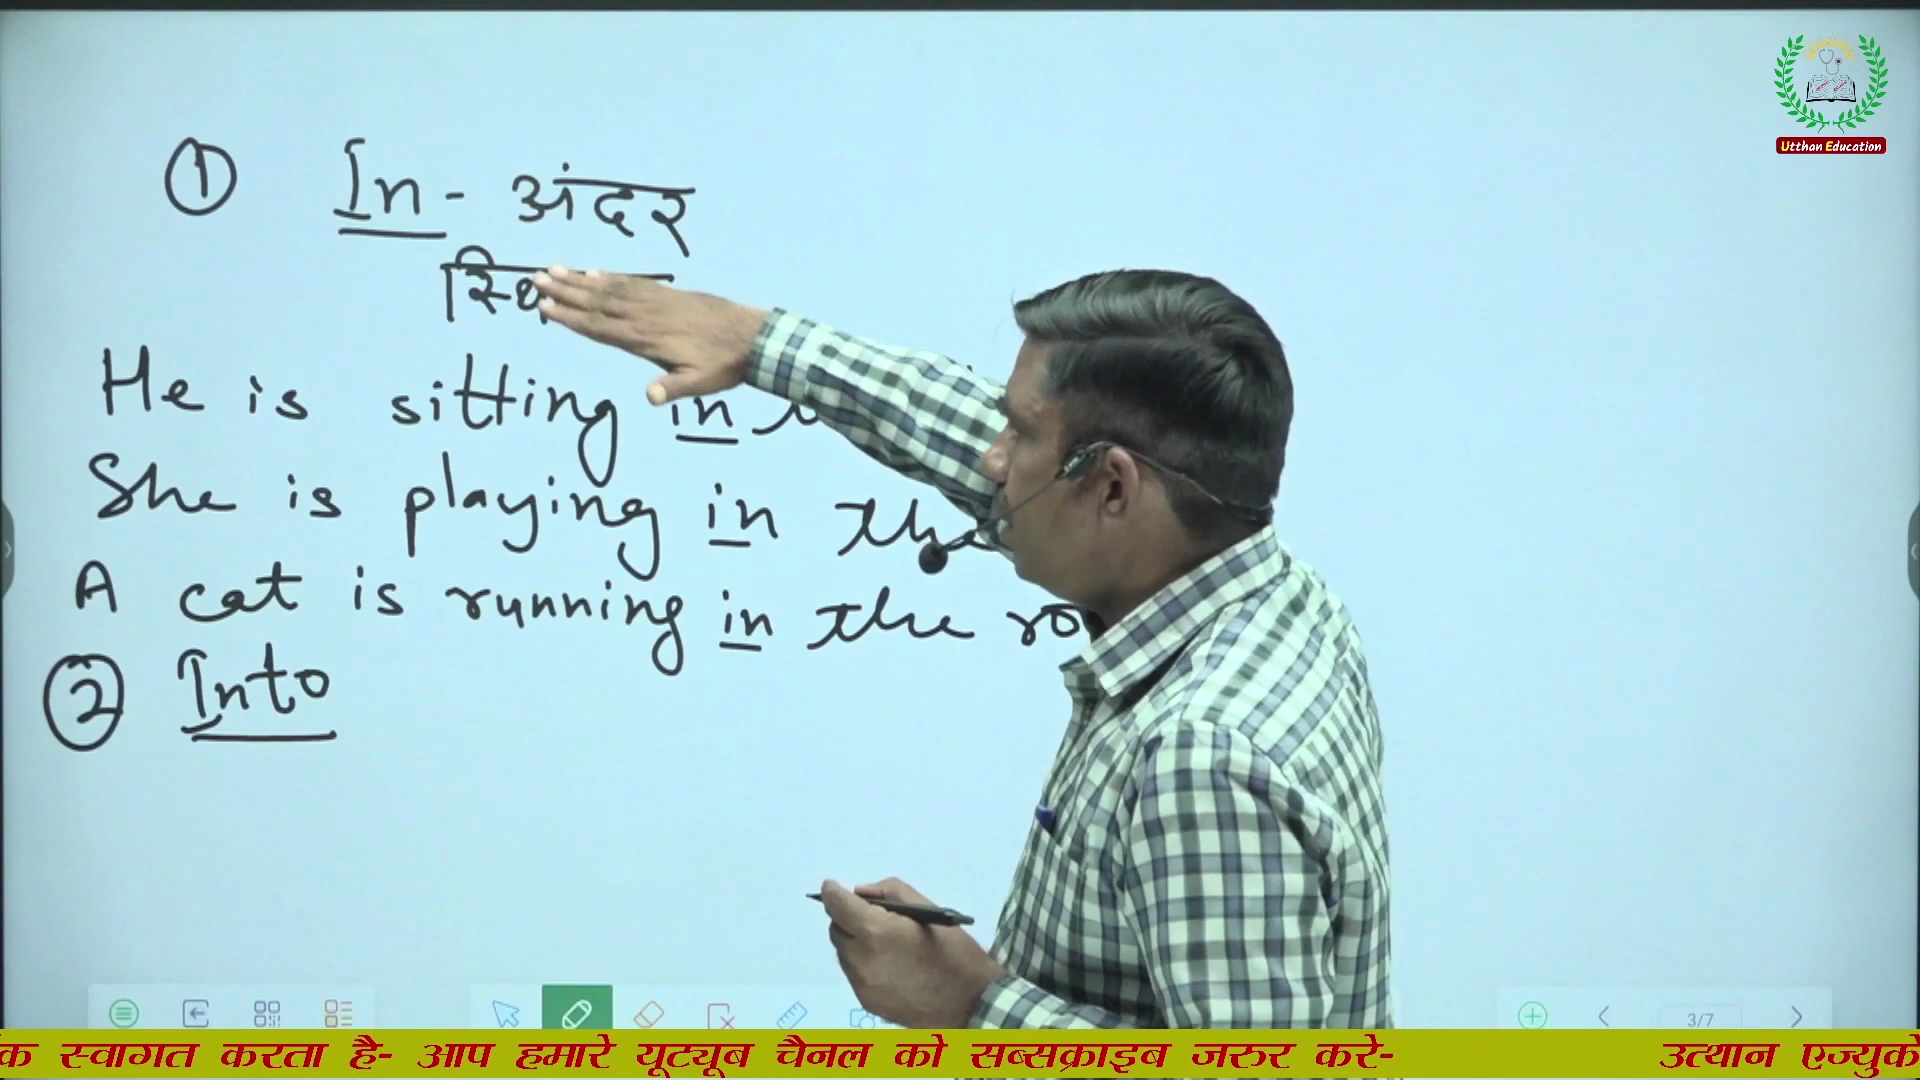 Utthan Education
① In - अंदर
He is sitting in
She is playing in the
A cat is running in the
② Into
3/7
स्वागत करता है- आप हमारे यूट्यूब चैनल को सब्सक्राइब जरुर करे- उत्थान